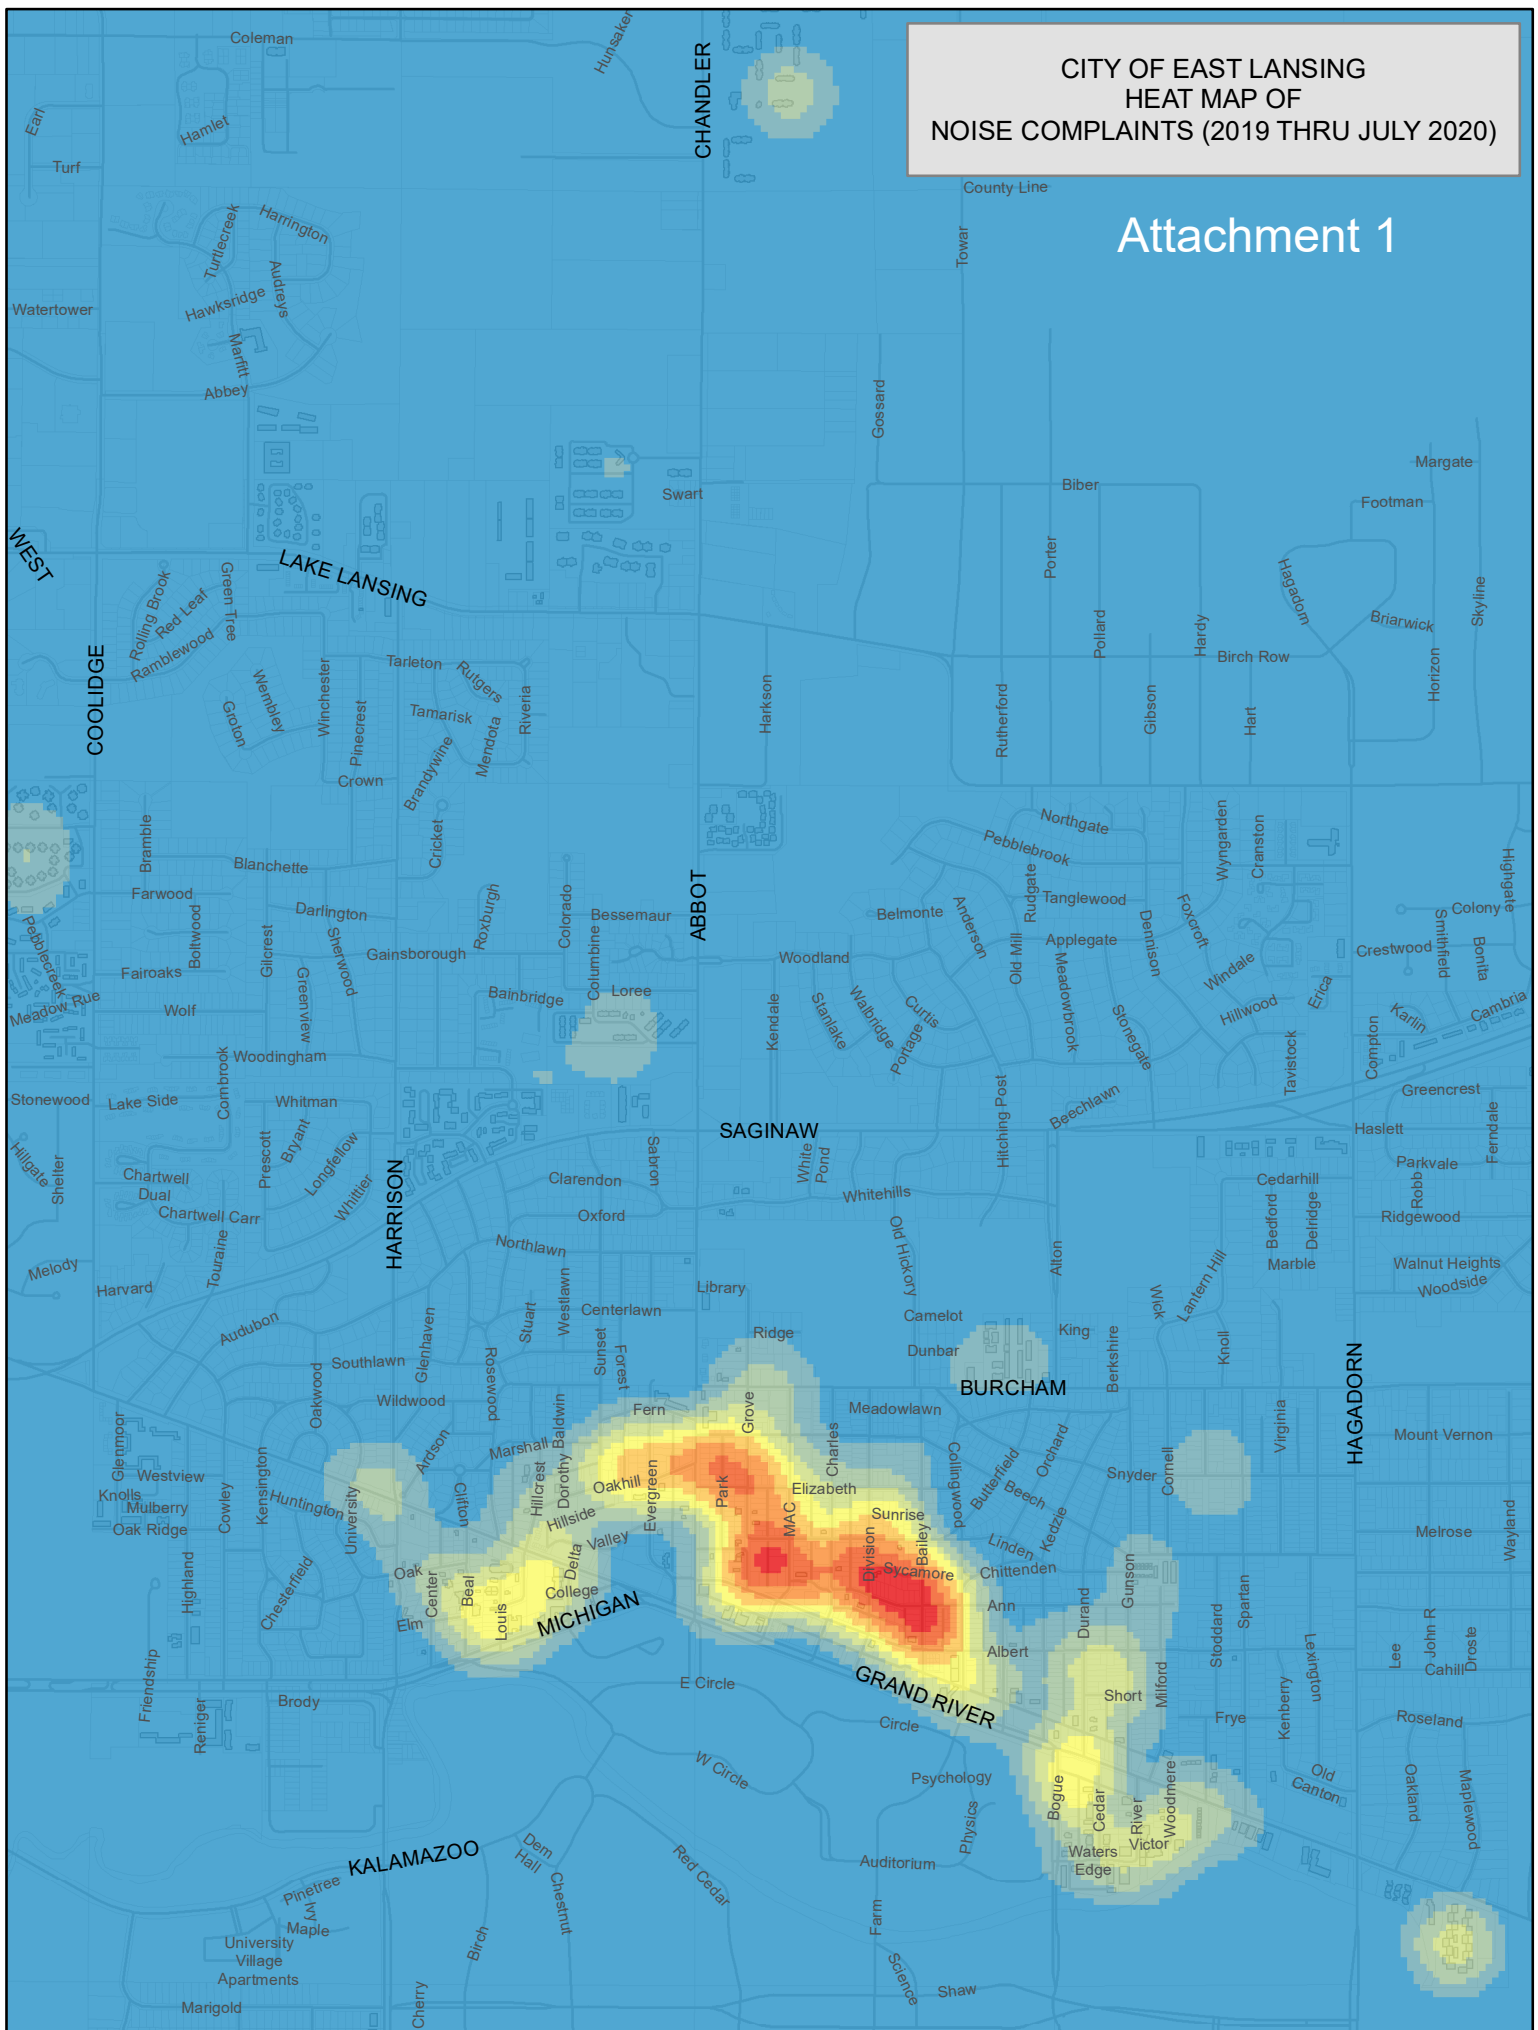 Coleman
Hunsaker
CHANDLER
CITY OF EAST LANSING
HEAT MAP OF
NOISE COMPLAINTS (2019 THRU JULY 2020)
Earl
Hamlet
Turf
County Line
Attachment 1
Towar
Turtlecreek
Harrington
Audreys
Hawksridge
Watertower
Marfitt
Abbey
Gossard
Swart
Biber
Margate
Footman
WEST
LAKE LANSING
Rolling Brook
Red Leaf
Green Tree
Ramblewood
Porter
Pollard
Hardy
Hagadorn
Briarwick
Skyline
Birch Row
Horizon
COOLIDGE
Groton
Wembley
Winchester
Pinecrest
Tarleton
Rutgers
Tamarisk
Mendota
Riveria
Brandywine
Crown
Harkson
Rutherford
Gibson
Hart
Bramble
Blanchette
Cricket
Northgate
Pebblebrook
Wyngarden
Cranston
Highgate
Farwood
Boltwood
Darlington
Roxburgh
Colorado
Bessemaur
ABBOT
Belmonte
Anderson
Rudgate
Tanglewood
Foxcroft
Colony
Smithfield
Bonita
Pebblecreek
Fairoaks
Gilcrest
Sherwood
Gainsborough
Columbine
Woodland
Old Mill
Applegate
Dennison
Windale
Crestwood
Meadow Rue
Wolf
Greenview
Bainbridge
Loree
Kendale
Stanlake
Walbridge
Curtis
Portage
Meadowbrook
Stonegate
Hillwood
Erica
Karlin
Cambria
Compton
Woodingham
Cornbrook
Tavistock
Stonewood
Lake Side
Whitman
Hitching Post
Beechlawn
Greencrest
SAGINAW
Haslett
Ferndale
Hillgate
Shelter
Chartwell
Dual
Chartwell Carr
Prescott
Bryant
Longfellow
Whittier
HARRISON
Clarendon
Sabron
White
Pond
Whitehills
Cedarhill
Parkvale
Robb
Oxford
Bedford
Delridge
Ridgewood
Touraine
Northlawn
Old Hickory
Alton
Marble
Walnut Heights
Woodside
Melody
Harvard
Library
Lantern Hill
Wick
Audubon
Glenhaven
Stuart
Westlawn
Centerlawn
Camelot
King
Ridge
Dunbar
Berkshire
Knoll
Southlawn
Oakwood
Rosewood
Sunset
Forest
BURCHAM
HAGADORN
Wildwood
Fern
Grove
Meadowlawn
Virginia
Mount Vernon
Glenmor
Ardson
Marshall
Baldwin
Charles
Collingwood
Butterfield
Orchard
Westview
Snyder
Cornell
Knolls
Mulberry
Oak Ridge
Cowley
Kensington
Huntington
University
Clifton
Hillcrest
Dorothy
Oakhill
Evergreen
Park
Elizabeth
MAC
Beech
Hillside
Valley
Sunrise
Bailey
Division
Sycamore
Linden
Kedzie
Melrose
Wayland
Chittenden
Highland
Chesterfield
Oak
Center
Beal
Delta
College
Gunson
Louis
Elm
MICHIGAN
Ann
Durand
Stoddard
Spartan
Albert
Lexington
Lee
John R
Droste
Cahill
Friendship
Reniger
Brody
E Circle
GRAND RIVER
Short
Milford
Circle
Frye
Kenberry
Roseland
W Circle
Psychology
Bogue
Cedar
River
Woodmere
Old
Canton
Oakland
Maplewood
Physics
Victor
Waters
Edge
KALAMAZOO
Dem
Hall
Red Cedar
Auditorium
Pinetree
Ivy
Maple
Chestnut
Birch
Farm
University
Village
Apartments
Science
Shaw
Marigold
Cherry